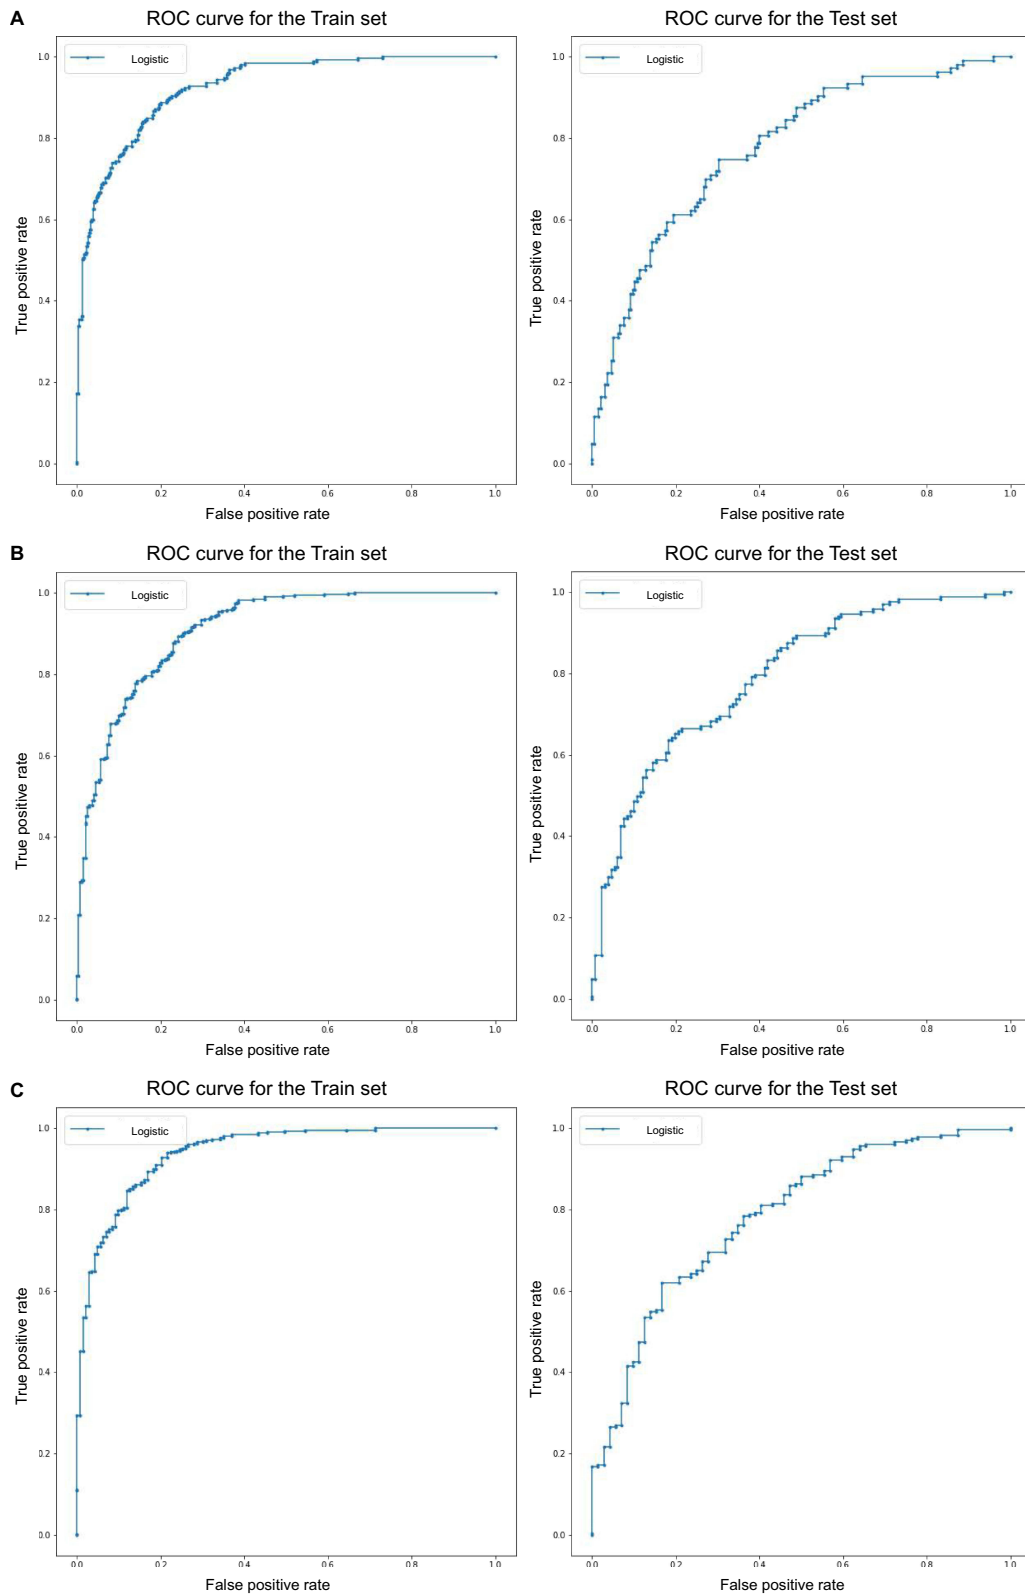 A
ROC curve for the Train set
ROC curve for the Test set
Logistic
Logistic
1.0
0.8
0.6
0.4
0.2
0.0
True positive rate
0.0 0.2 0.4 0.6 0.8 1.0
False positive rate
1.0
0.8
0.6
0.4
0.2
0.0
True positive rate
0.0 0.2 0.4 0.6 0.8 1.0
False positive rate
B
ROC curve for the Train set
ROC curve for the Test set
Logistic
Logistic
1.0
0.8
0.6
0.4
0.2
0.0
True positive rate
0.0 0.2 0.4 0.6 0.8 1.0
False positive rate
1.0
0.8
0.6
0.4
0.2
0.0
True positive rate
0.0 0.2 0.4 0.6 0.8 1.0
False positive rate
C
ROC curve for the Train set
ROC curve for the Test set
Logistic
Logistic
1.0
0.8
0.6
0.4
0.2
0.0
True positive rate
0.0 0.2 0.4 0.6 0.8 1.0
False positive rate
1.0
0.8
0.6
0.4
0.2
0.0
True positive rate
0.0 0.2 0.4 0.6 0.8 1.0
False positive rate